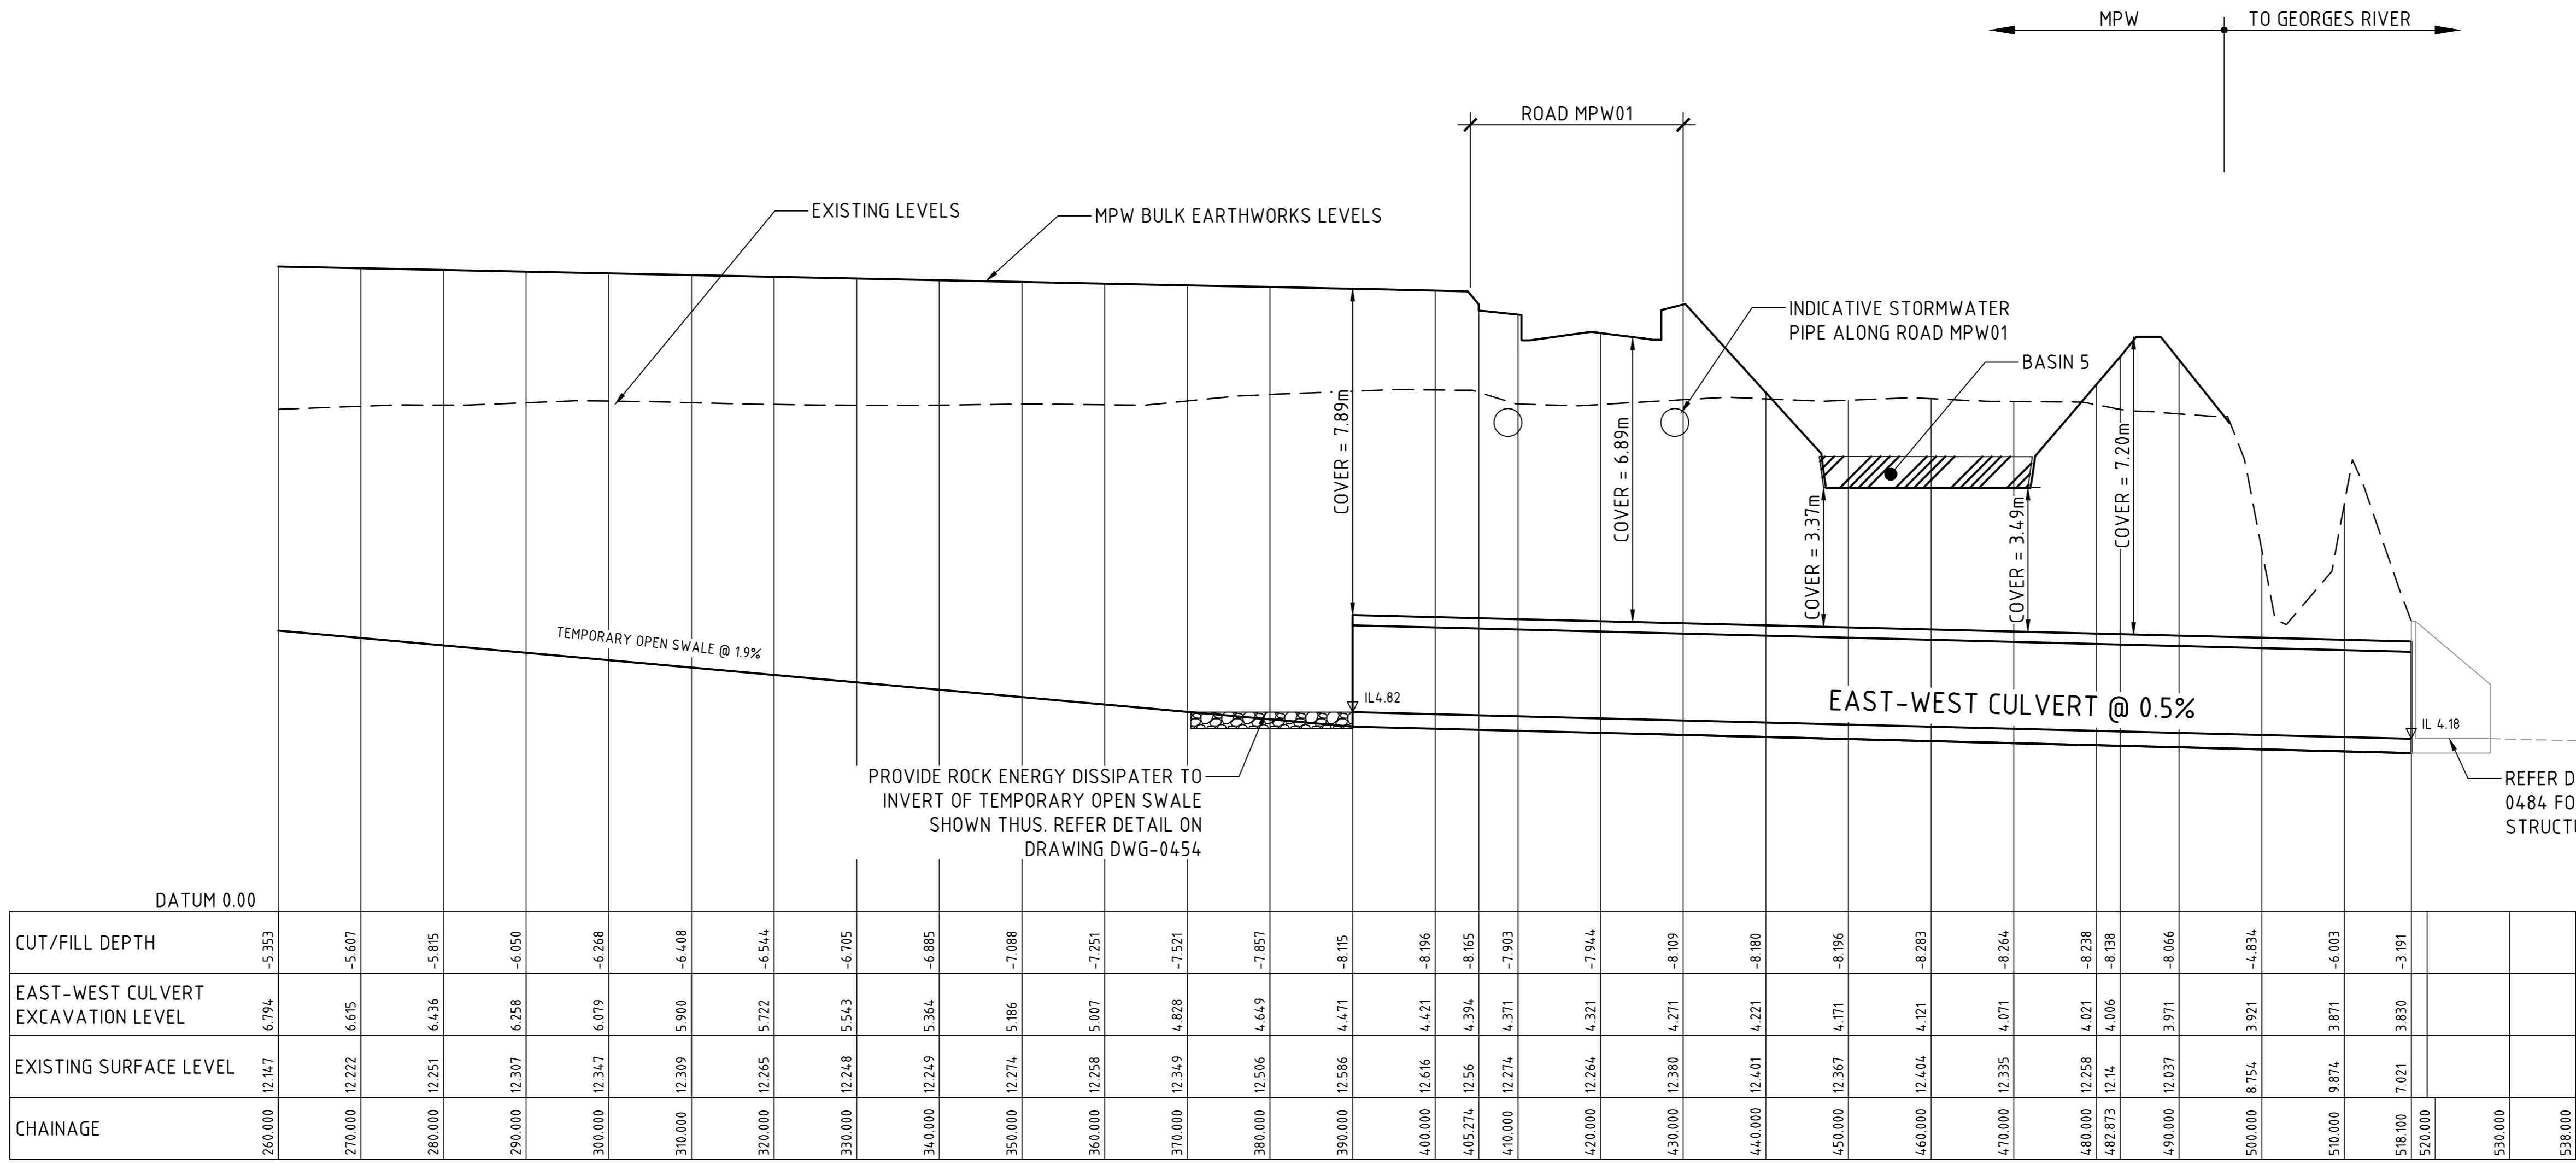 MPW
TO GEORGES RIVER
ROAD MPW01
EXISTING LEVELS
MPW BULK EARTHWORKS LEVELS
INDICATIVE STORMWATER
PIPE ALONG ROAD MPW01
BASIN 5
COVER = 7.89m
COVER = 6.89m
COVER = 3.37m
COVER = 3.49m
COVER = 7.20m
TEMPORARY OPEN SWALE @ 1.9%
IL4.82
EAST-WEST CULVERT @ 0.5%
IL 4.18
PROVIDE ROCK ENERGY DISSIPATER TO
INVERT OF TEMPORARY OPEN SWALE
SHOWN THUS. REFER DETAIL ON
DRAWING DWG-0454
REFER D
0484 FO
STRUCT
DATUM 0.00
CUT/FILL DEPTH -5.353 -5.607 -5.815 -6.050 -6.268 -6.408 -6.544 -6.705 -6.885 -7.088 -7.251 -7.521 -7.857 -8.115 -8.196 -8.165 -7.903 -7.944 -8.109 -8.180 -8.196 -8.283 -8.264 -8.238 -8.138 -8.066 -4.834 -6.003 -3.191
EAST-WEST CULVERT
EXCAVATION LEVEL 6.794 6.615 6.436 6.258 6.079 5.900 5.722 5.543 5.364 5.186 5.007 4.828 4.649 4.471 4.421 4.394 4.371 4.321 4.271 4.221 4.171 4.121 4.071 4.021 4.006 3.971 3.921 3.871 3.830
EXISTING SURFACE LEVEL 12.147 12.222 12.251 12.307 12.347 12.309 12.265 12.248 12.249 12.274 12.258 12.349 12.506 12.586 12.616 12.56 12.274 12.264 12.380 12.401 12.367 12.404 12.335 12.258 12.14 12.037 8.754 9.874 7.021
CHAINAGE 260.000 270.000 280.000 290.000 300.000 310.000 320.000 330.000 340.000 350.000 360.000 370.000 380.000 390.000 400.000 405.274 410.000 420.000 430.000 440.000 450.000 460.000 470.000 480.000 482.873 490.000 500.000 510.000 518.100 520.000 530.000 538.000